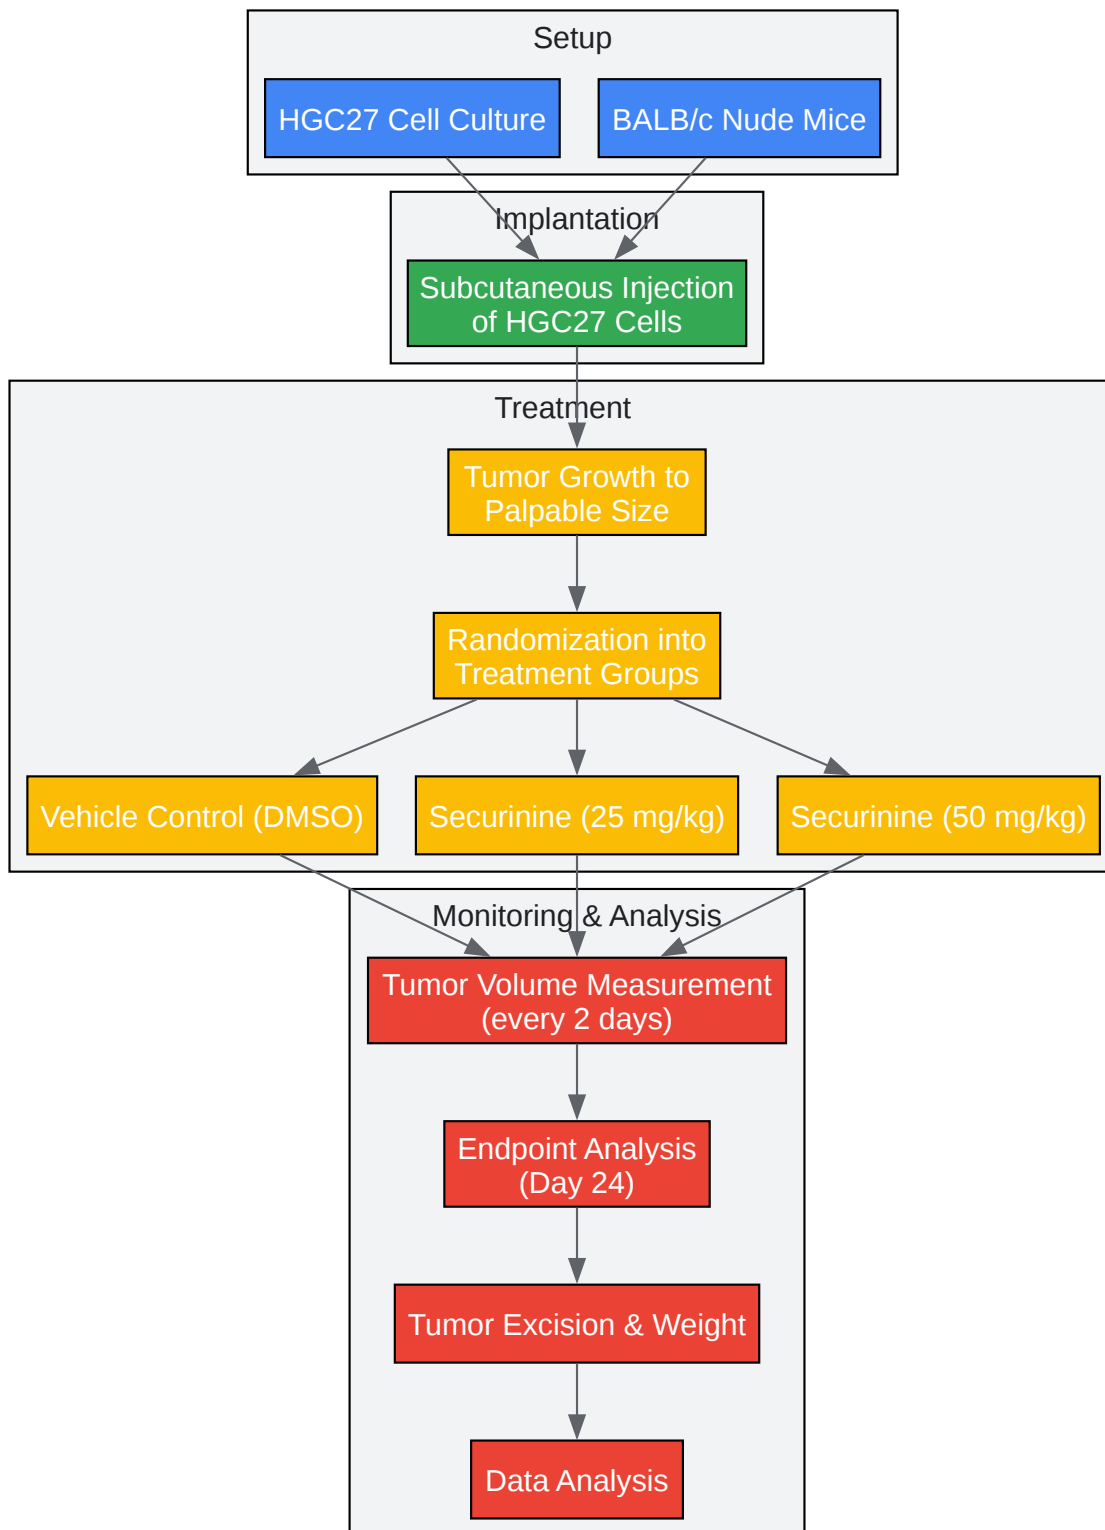 Setup
HGC27 Cell Culture
BALB/c Nude Mice
Implantation
Subcutaneous Injection
of HGC27 Cells
Treatment
Tumor Growth to
Palpable Size
Randomization into
Treatment Groups
Vehicle Control (DMSO)
Securinine (25 mg/kg)
Securinine (50 mg/kg)
Monitoring & Analysis
Tumor Volume Measurement
(every 2 days)
Endpoint Analysis
(Day 24)
Tumor Excision & Weight
Data Analysis